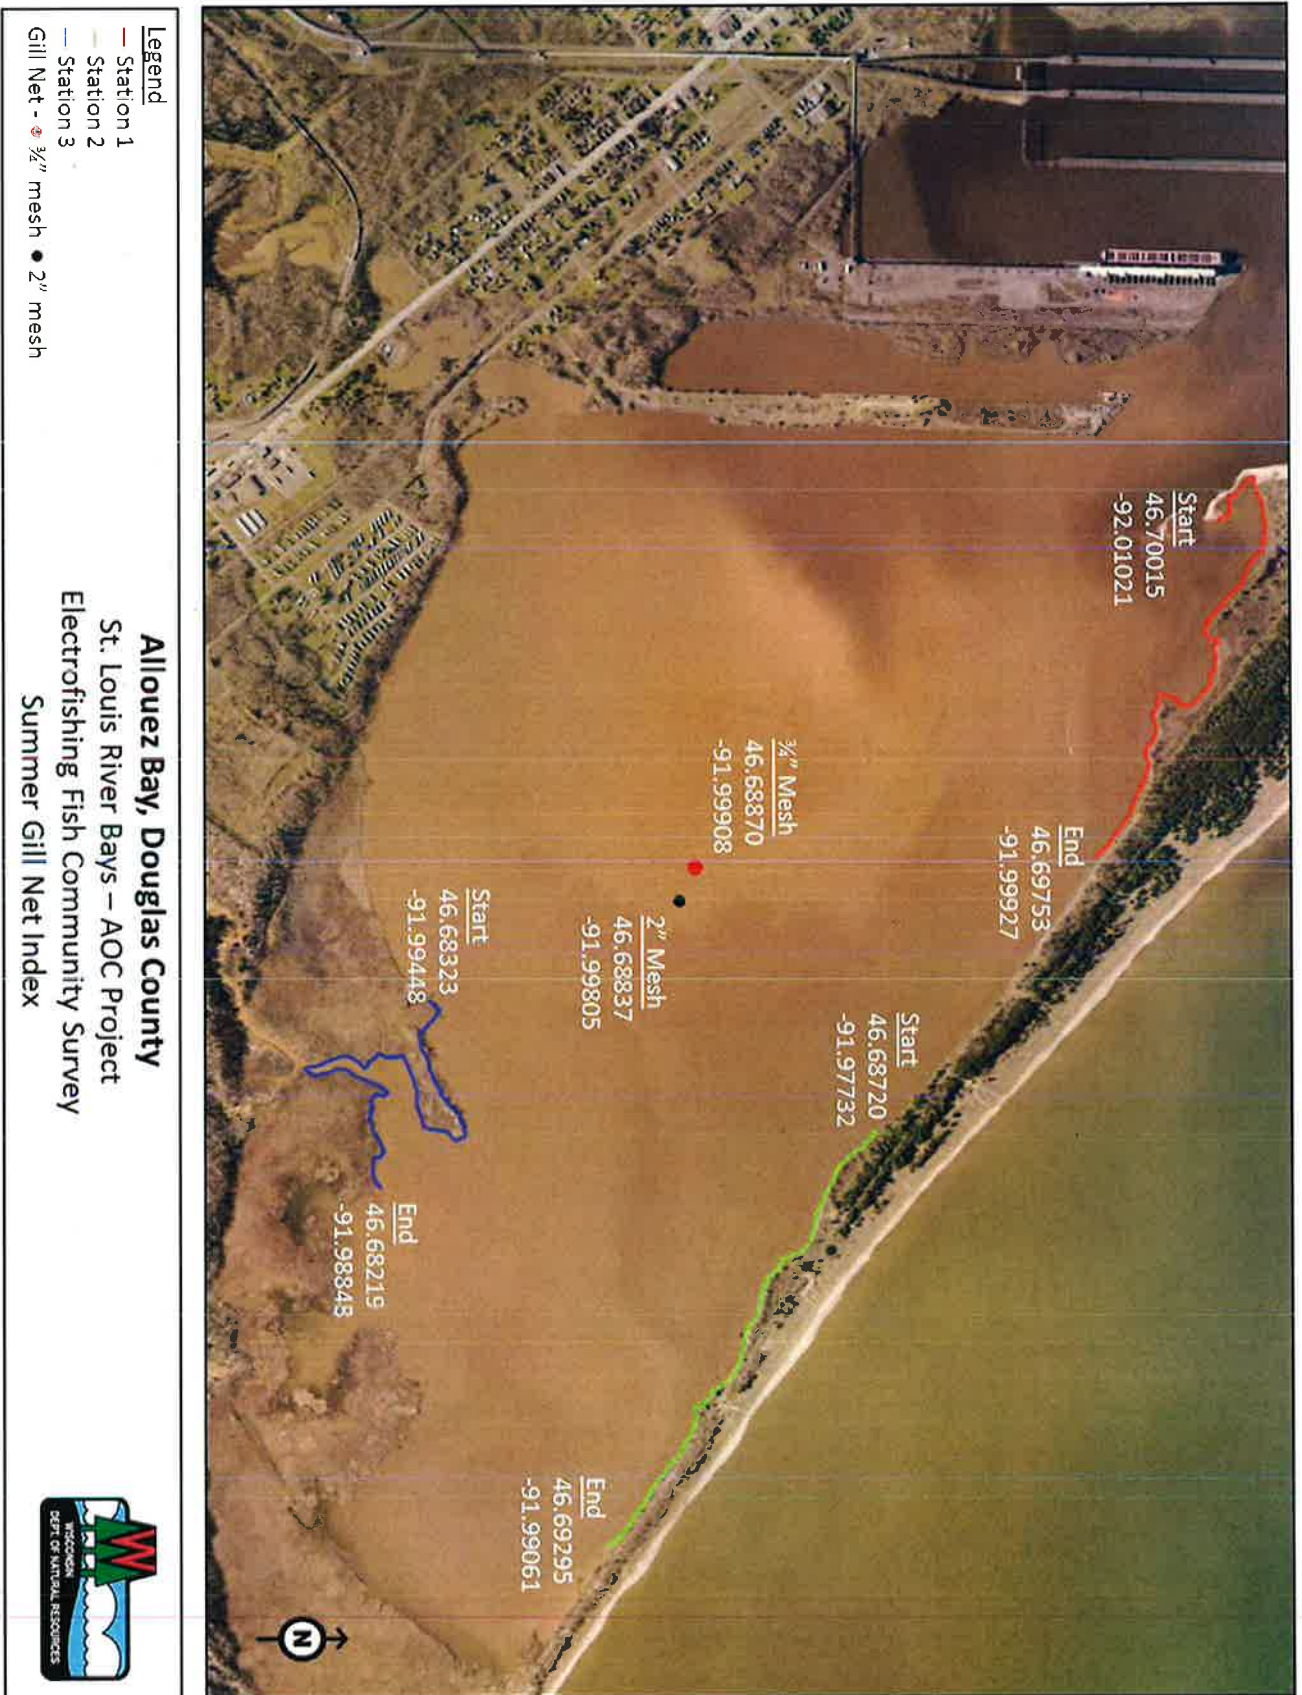 Start
46.70015
-92.01021
End
46.69753
-91.99927
¾” Mesh
46.68870
-91.99908
2” Mesh
46.68837
-91.99805
Start
46.68720
-91.97732
Start
46.68323
-91.99448
End
46.68219
-91.98848
End
46.69295
-91.99061
N
Legend
Station 1
Station 2
Station 3
Gill Net - ¾” mesh ● 2” mesh
Allouez Bay, Douglas County
St. Louis River Bays – AOC Project
Electrofishing Fish Community Survey
Summer Gill Net Index
W
WISCONSIN
DEPT. OF NATURAL RESOURCES